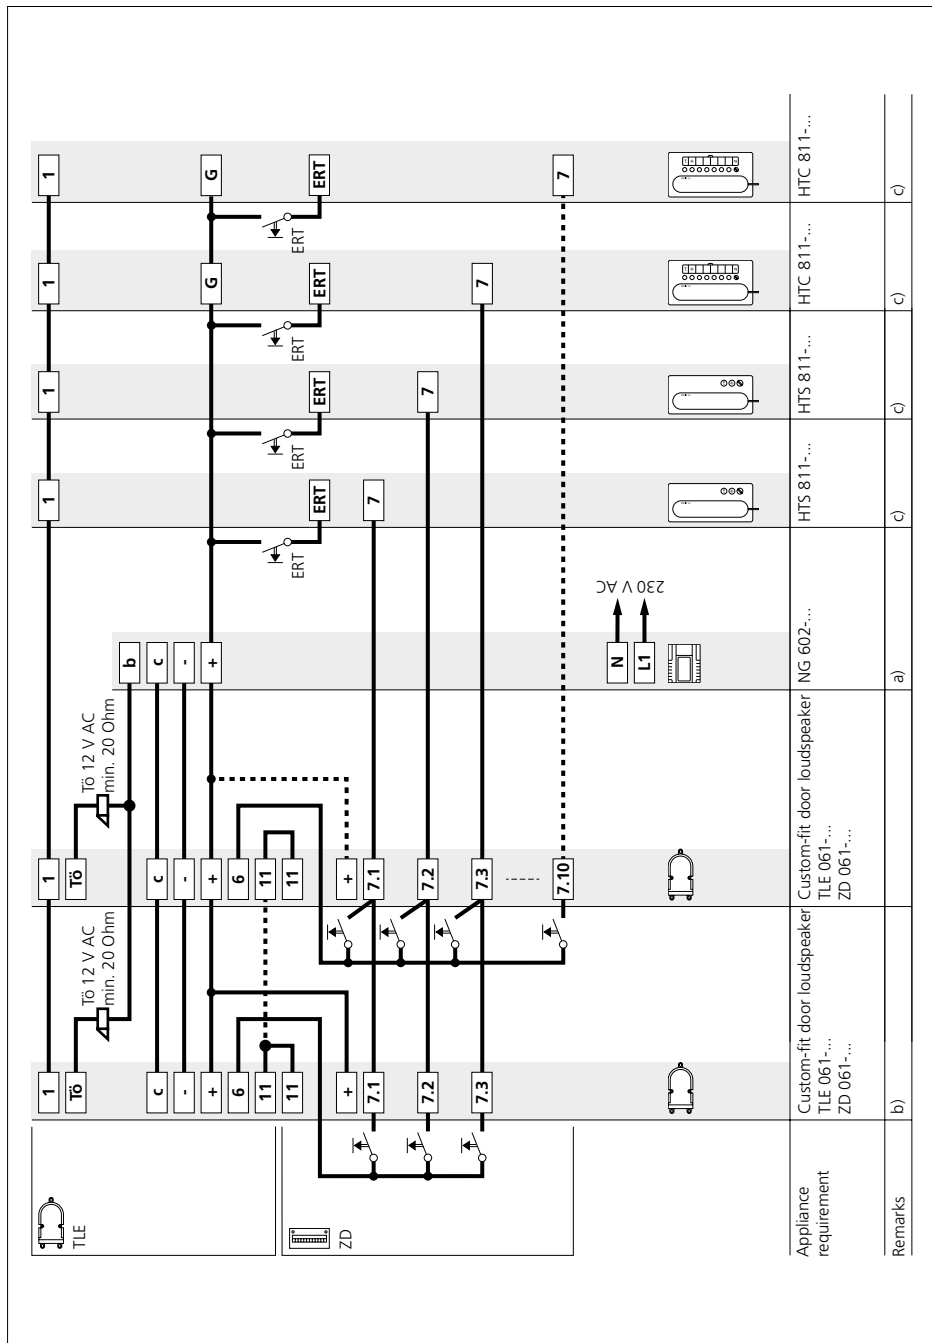 1 1 1 1 1 1
TLE Tö Tö
Tö 12 V AC
min. 20 Ohm
Tö 12 V AC
min. 20 Ohm
b
c c c
- - -
+ + + G G
6 6
11 11
11 11
ERT ERT ERT ERT
ERT ERT ERT ERT
ZD + +
7.1 7.1 7
7.2 7.2 7
7.3 7.3 7
7.10 7
N
230 V AC
L1
Appliance
requirement
Custom-fit door loudspeaker
TLE 061-...
ZD 061-...
Custom-fit door loudspeaker
TLE 061-...
ZD 061-...
NG 602-...
HTS 811-...
HTS 811-...
HTC 811-...
HTC 811-...
Remarks
b)
a)
c)
c)
c)
c)